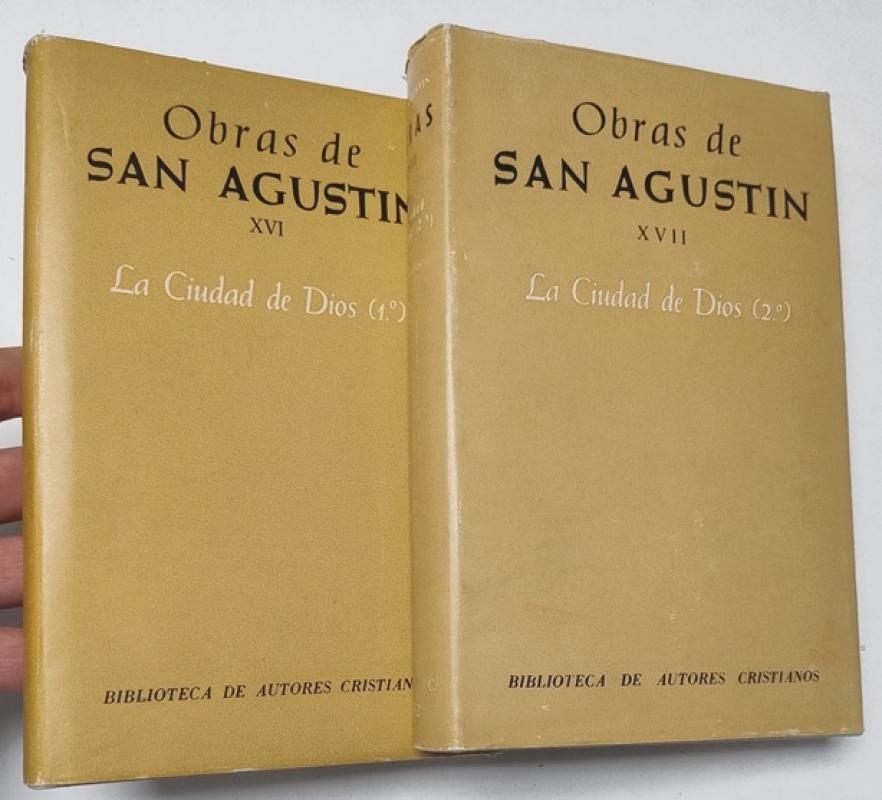 Obras de
SAN AGUSTIN
XVI
La Ciudad de Dios (1.º)
BIBLIOTECA DE AUTORES CRISTIAN
Obras de
SAN AGUSTIN
XVII
La Ciudad de Dios (2.º)
BIBLIOTECA DE AUTORES CRISTIANOS